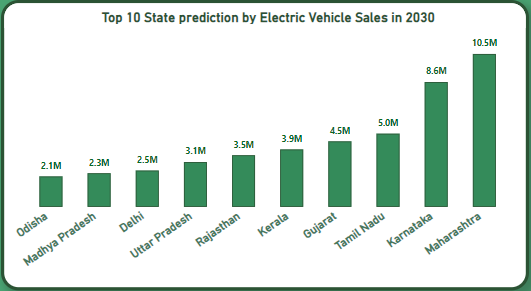 Top 10 State prediction by Electric Vehicle Sales in 2030
10.5M
8.6M
5.0M
4.5M
3.9M
3.5M
3.1M
2.5M
2.3M
2.1M
Odisha
Madhya Pradesh
Delhi
Uttar Pradesh
Rajasthan
Kerala
Gujarat
Tamil Nadu
Karnataka
Maharashtra